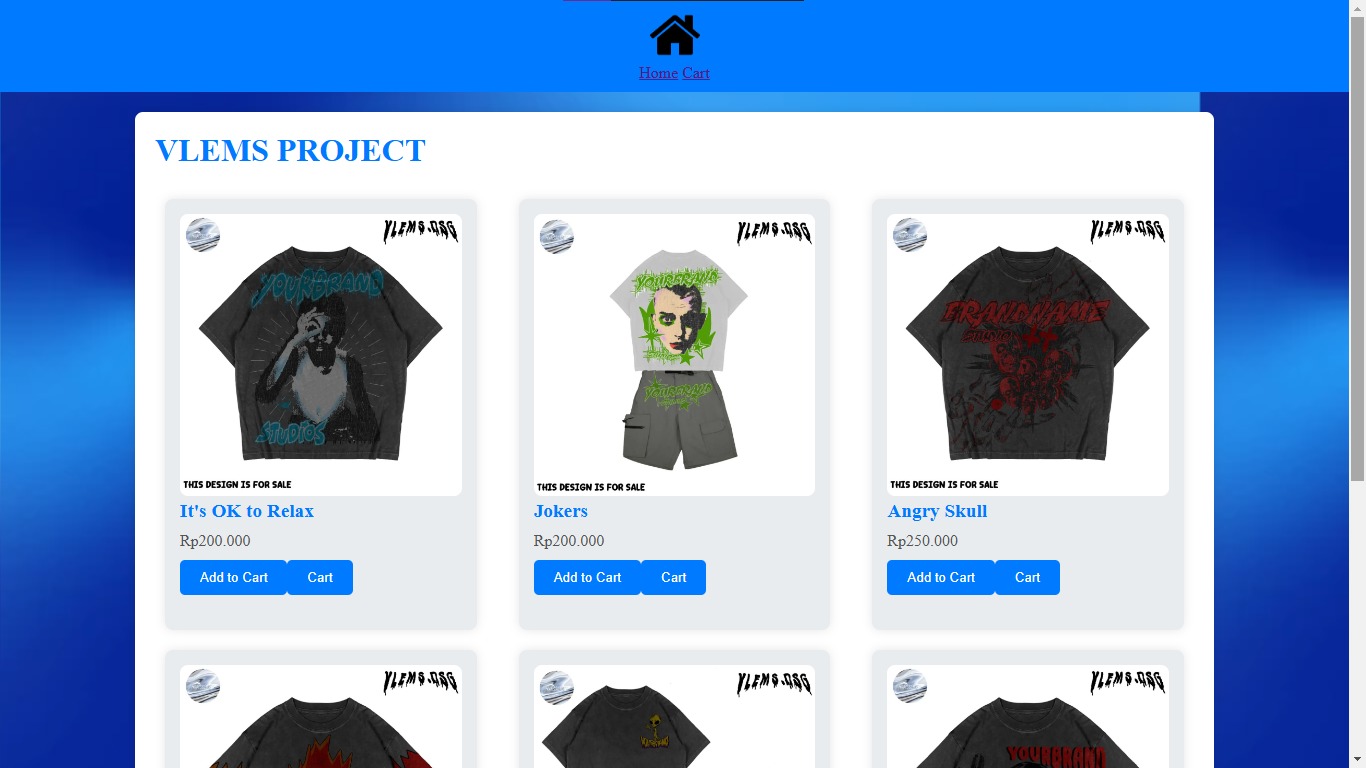 Home Cart
VLEMS PROJECT
VLEMS.DSG
YOURBRAND
STUDIOS
THIS DESIGN IS FOR SALE
It's OK to Relax
Rp200.000
Add to Cart Cart
VLEMS.DSG
YOURBRAND
YOURBRAND
THIS DESIGN IS FOR SALE
Jokers
Rp200.000
Add to Cart Cart
VLEMS.DSG
BRANDNAME
THIS DESIGN IS FOR SALE
Angry Skull
Rp250.000
Add to Cart Cart
VLEMS.DSG
VLEMS.DSG
VLEMS.DSG
YOURBRAND